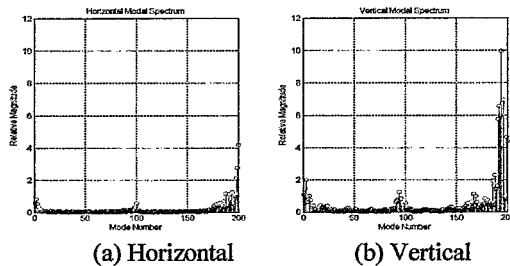 Horizontal Modal Spectrum
12
10
8
6
4
2
0
Relative Magnitude
0 50 100 150 200
Mode Number
(a) Horizontal
Vertical Modal Spectrum
12
10
8
6
4
2
0
Relative Magnitude
0 50 100 150 20
Mode Number
(b) Vertical